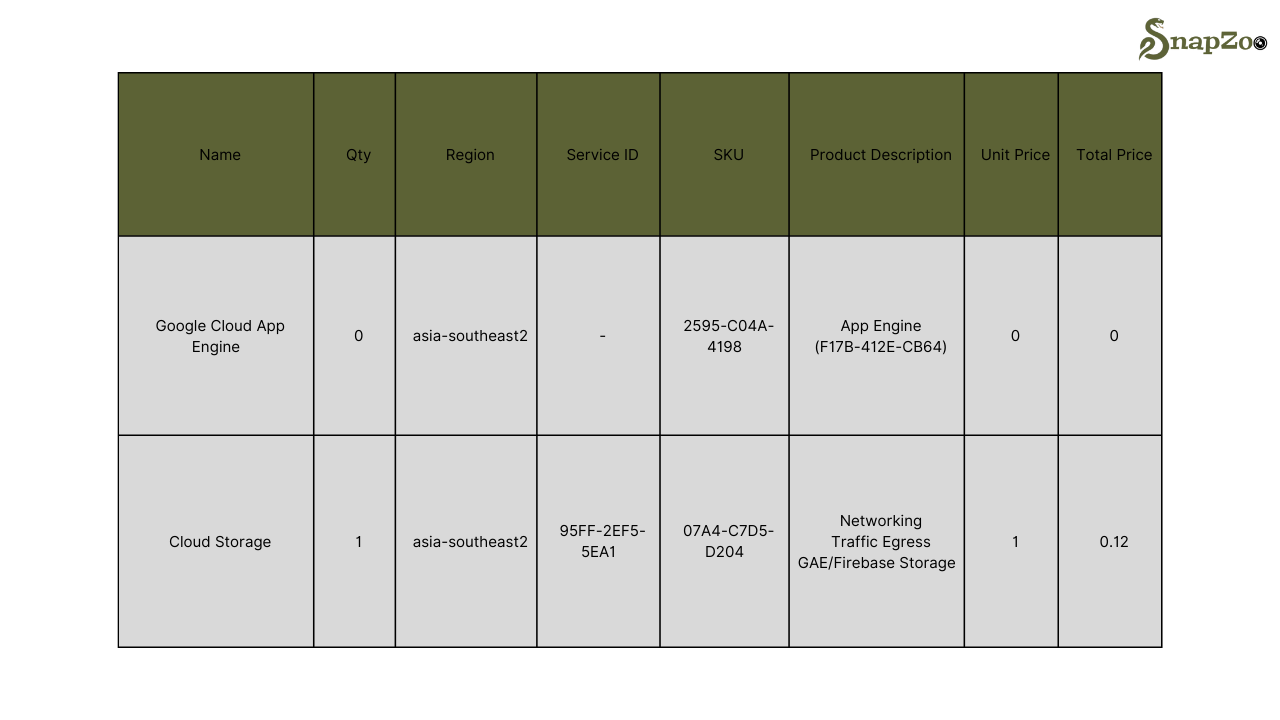 SnapZoo
Name
Qty
Region
Service ID
SKU
Product Description
Unit Price
Total Price
Google Cloud App
Engine
0
asia-southeast2
-
2595-C04A-
4198
App Engine
(F17B-412E-CB64)
0
0
Cloud Storage
1
asia-southeast2
95FF-2EF5-
5EA1
07A4-C7D5-
D204
Networking
Traffic Egress
GAE/Firebase Storage
1
0.12